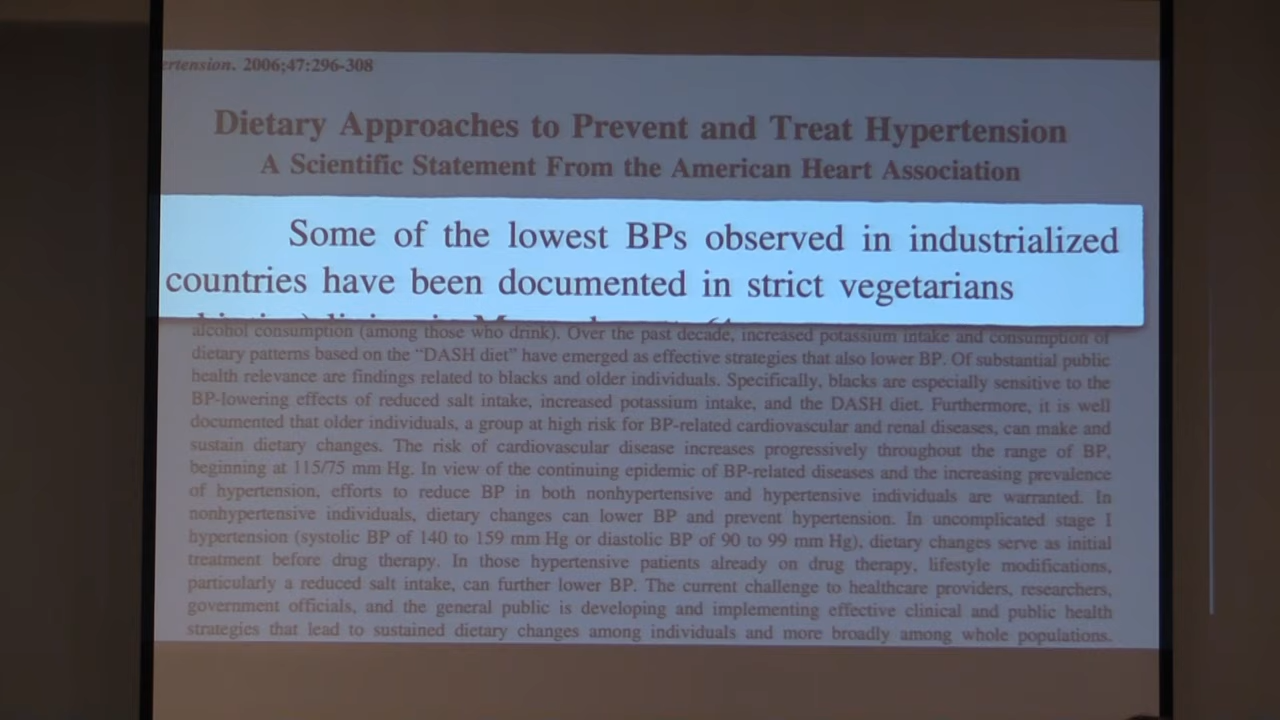 ertension. 2006;47:296-308
Dietary Approaches to Prevent and Treat Hypertension
A Scientific Statement From the American Heart Association
Some of the lowest BPs observed in industrialized
countries have been documented in strict vegetarians
alcohol consumption (among those who drink). Over the past decade, increased potassium intake and consumption of
dietary patterns based on the “DASH diet” have emerged as effective strategies that also lower BP. Of substantial public
health relevance are findings related to blacks and older individuals. Specifically, blacks are especially sensitive to the
BP-lowering effects of reduced salt intake, increased potassium intake, and the DASH diet. Furthermore, it is well
documented that older individuals, a group at high risk for BP-related cardiovascular and renal diseases, can make and
sustain dietary changes. The risk of cardiovascular disease increases progressively throughout the range of BP,
beginning at 115/75 mm Hg. In view of the continuing epidemic of BP-related diseases and the increasing prevalence
of hypertension, efforts to reduce BP in both nonhypertensive and hypertensive individuals are warranted. In
nonhypertensive individuals, dietary changes can lower BP and prevent hypertension. In uncomplicated stage I
hypertension (systolic BP of 140 to 159 mm Hg or diastolic BP of 90 to 99 mm Hg), dietary changes serve as initial
treatment before drug therapy. In those hypertensive patients already on drug therapy, lifestyle modifications,
particularly a reduced salt intake, can further lower BP. The current challenge to healthcare providers, researchers,
government officials, and the general public is developing and implementing effective clinical and public health
strategies that lead to sustained dietary changes among individuals and more broadly among whole populations.